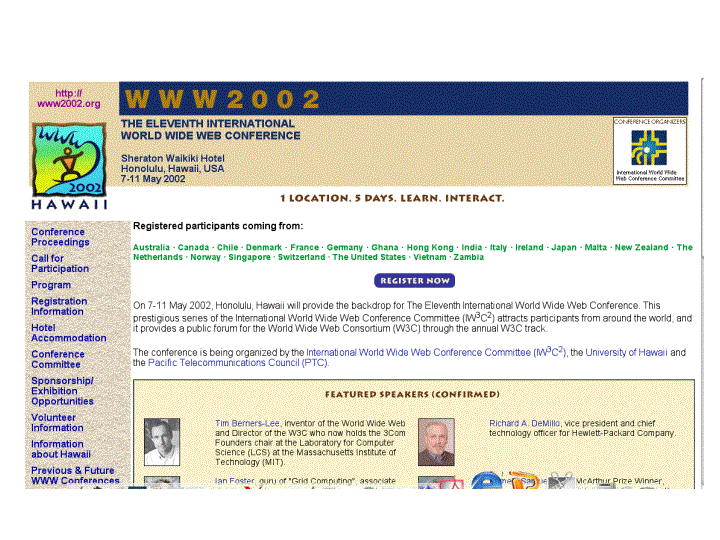 http://
www2002.org
WWW2002
THE ELEVENTH INTERNATIONAL
WORLD WIDE WEB CONFERENCE
Sheraton Waikiki Hotel
Honolulu, Hawaii, USA
7-11 May 2002
CONFERENCE ORGANIZERS
International World Wide
Web Conference Committee
WWW
2002
HAWAII
1 LOCATION. 5 DAYS. LEARN. INTERACT.
Conference
Proceedings
Call for
Participation
Program
Registration
Information
Hotel
Accommodation
Conference
Committee
Sponsorship/
Exhibition
Opportunities
Volunteer
Information
Information
about Hawaii
Previous & Future
WWW Conferences
Registered participants coming from:
Australia · Canada · Chile · Denmark · France · Germany · Ghana · Hong Kong · India · Italy · Ireland · Japan · Malta · New Zealand · The
Netherlands · Norway · Singapore · Switzerland · The United States · Vietnam · Zambia
REGISTER NOW
On 7-11 May 2002, Honolulu, Hawaii will provide the backdrop for The Eleventh International World Wide Web Conference. This
prestigious series of the International World Wide Web Conference Committee (IW3C2) attracts participants from around the world, and
it provides a public forum for the World Wide Web Consortium (W3C) through the annual W3C track.
The conference is being organized by the International World Wide Web Conference Committee (IW3C2), the University of Hawaii and
the Pacific Telecommunications Council (PTC).
FEATURED SPEAKERS (CONFIRMED)
Tim Berners-Lee, inventor of the World Wide Web
and Director of the W3C who now holds the 3Com
Founders chair at the Laboratory for Computer
Science (LCS) at the Massachusetts Institute of
Technology (MIT).
Richard A. DeMillo, vice president and chief
technology officer for Hewlett-Packard Company.
Ian Foster, guru of "Grid Computing", associate
McArthur Prize Winner,